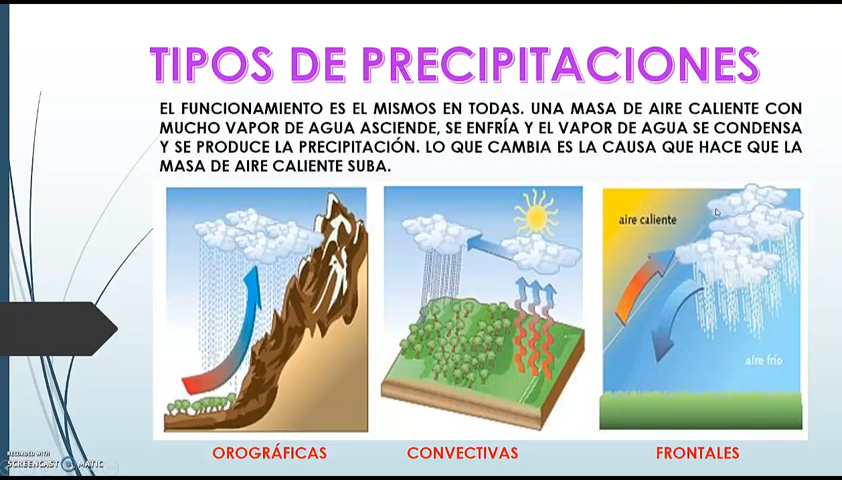 TIPOS DE PRECIPITACIONES
EL FUNCIONAMIENTO ES EL MISMOS EN TODAS. UNA MASA DE AIRE CALIENTE CON
MUCHO VAPOR DE AGUA ASCIENDE, SE ENFRÍA Y EL VAPOR DE AGUA SE CONDENSA
Y SE PRODUCE LA PRECIPITACIÓN. LO QUE CAMBIA ES LA CAUSA QUE HACE QUE LA
MASA DE AIRE CALIENTE SUBA.
aire caliente
aire frío
OROGRÁFICAS
CONVECTIVAS
FRONTALES
RECORDED WITH
SCREENCAST MATIC